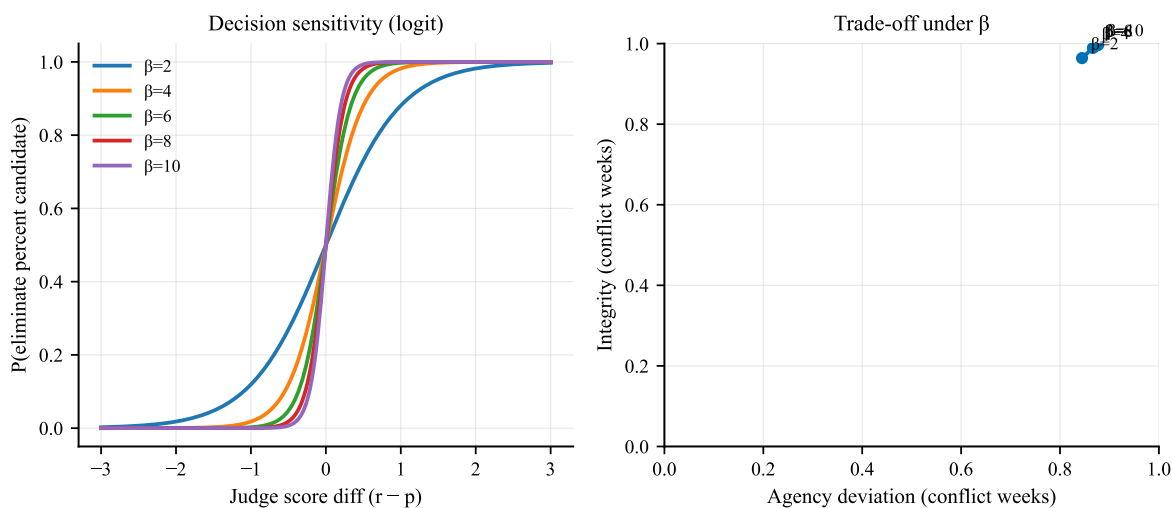 Decision sensitivity (logit)
P(eliminate percent candidate)
1.0
0.8
0.6
0.4
0.2
0.0
β=2
β=4
β=6
β=8
β=10
−3
−2
−1
0
1
2
3
Judge score diff (r − p)
Trade-off under β
Integrity (conflict weeks)
1.0
0.8
0.6
0.4
0.2
0.0
β=2
0.0
0.2
0.4
0.6
0.8
1.0
Agency deviation (conflict weeks)